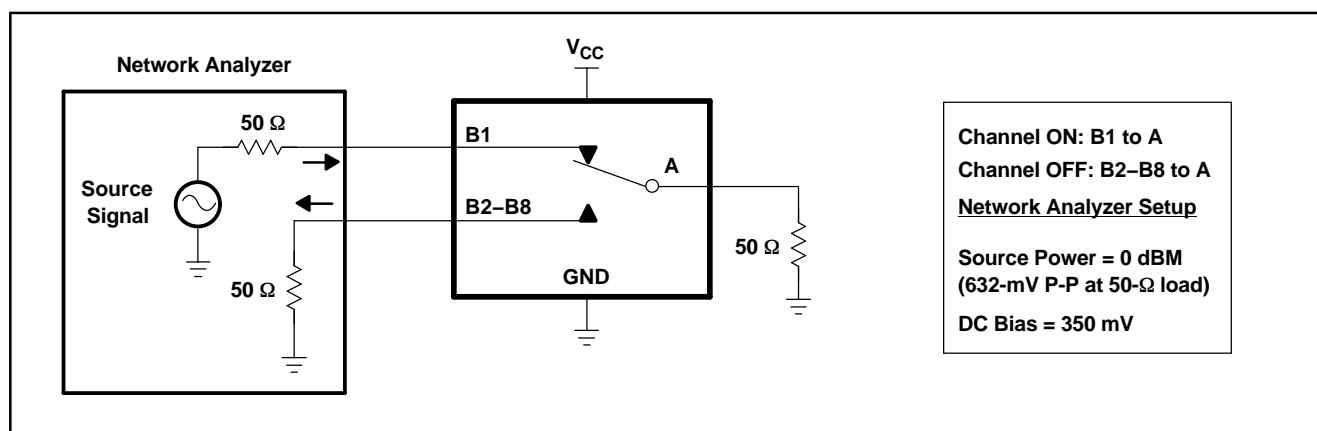 VCC
Network Analyzer
50 Ω
B1
A
Source
Signal
B2–B8
50 Ω
50 Ω
GND
Channel ON: B1 to A
Channel OFF: B2–B8 to A
Network Analyzer Setup
Source Power = 0 dBM
(632-mV P-P at 50-Ω load)
DC Bias = 350 mV